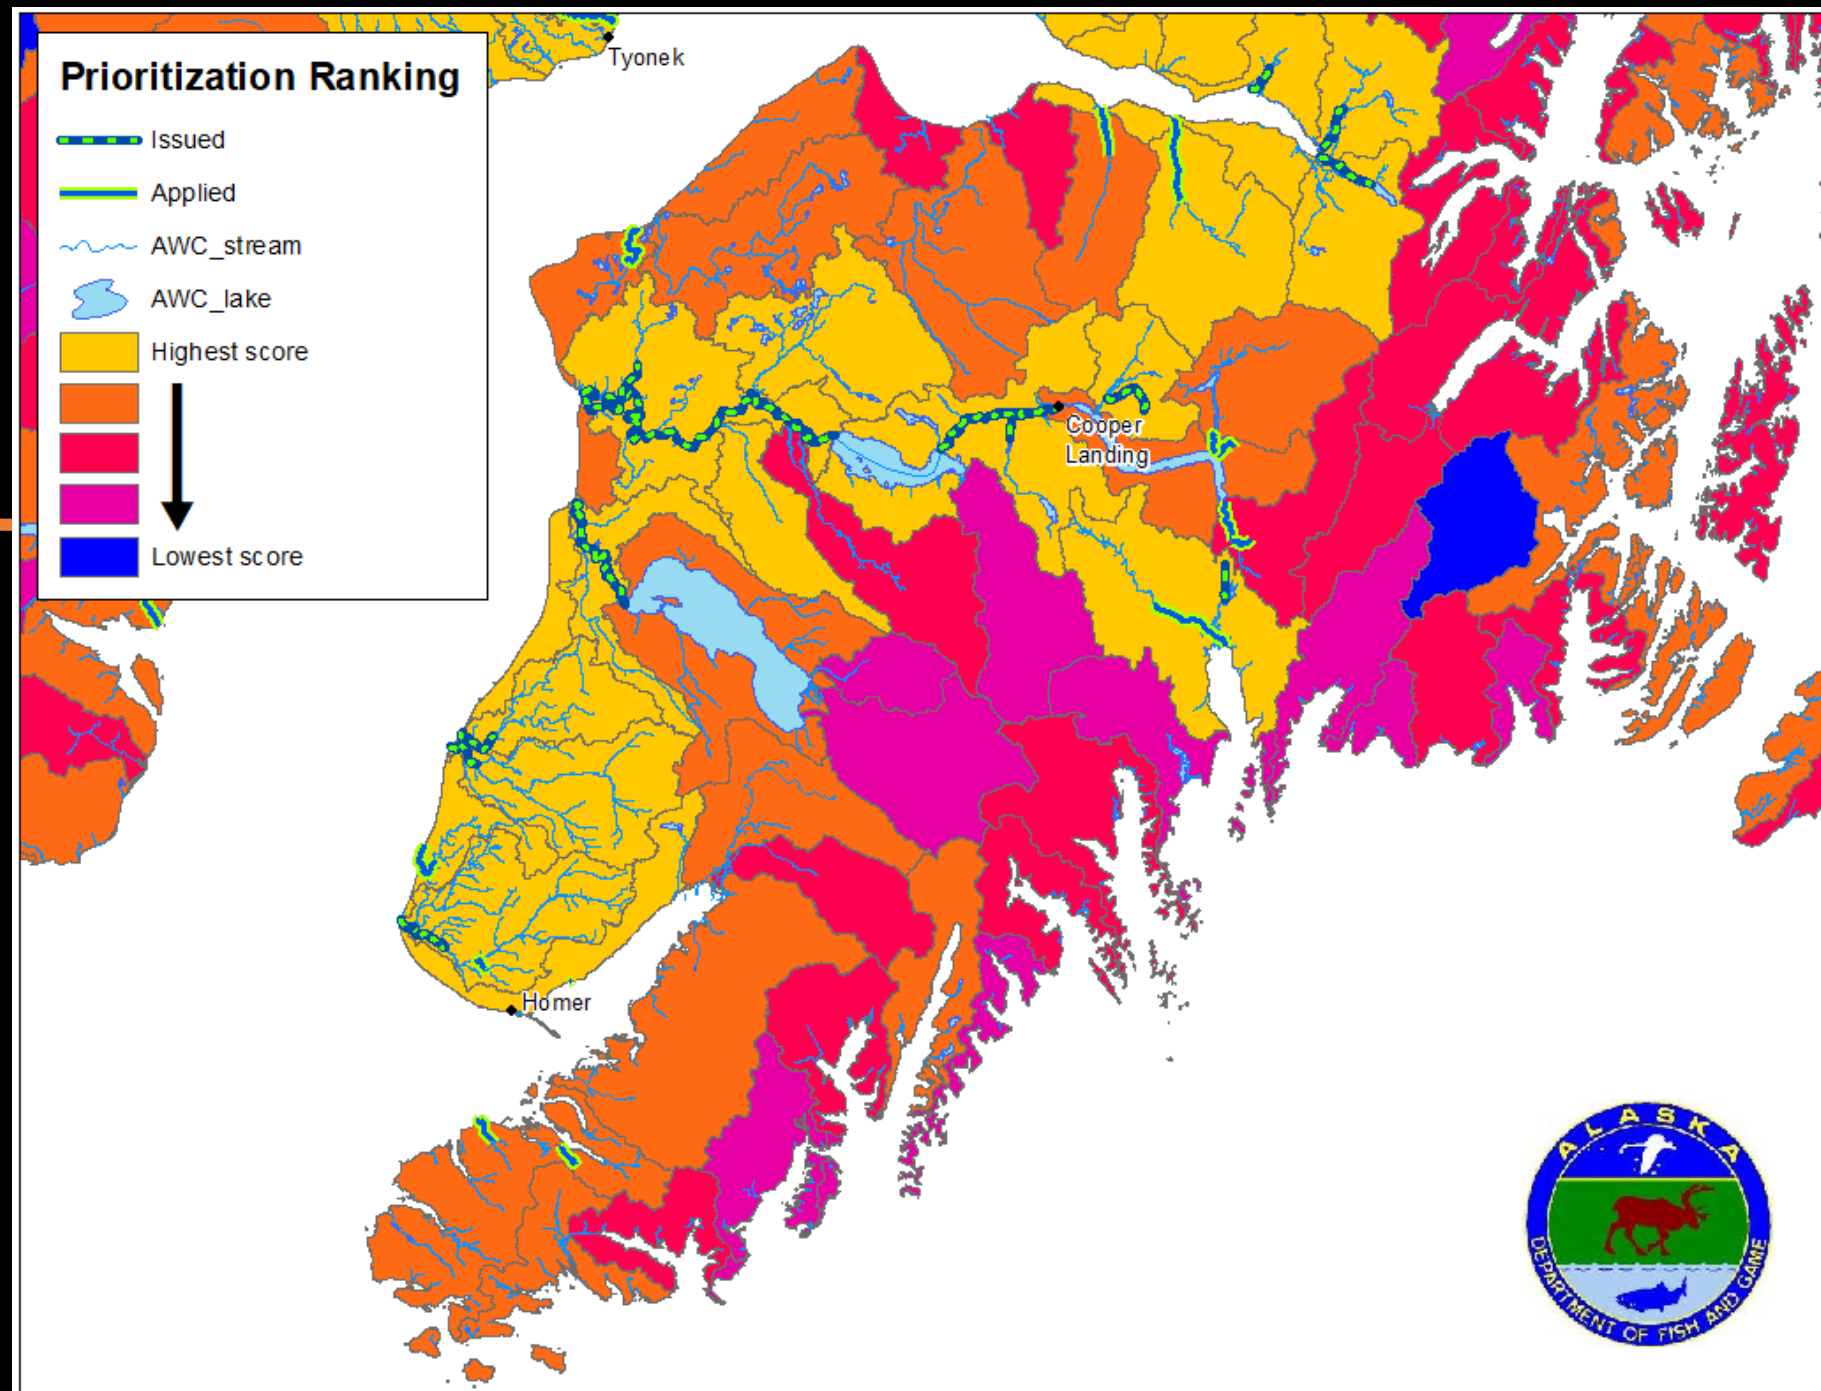 Tyonek
Prioritization Ranking
Issued
Applied
AWC_stream
AWC_lake
Highest score
Lowest score
Cooper
Landing
Homer
ALASKA
DEPARTMENT OF FISH AND GAME